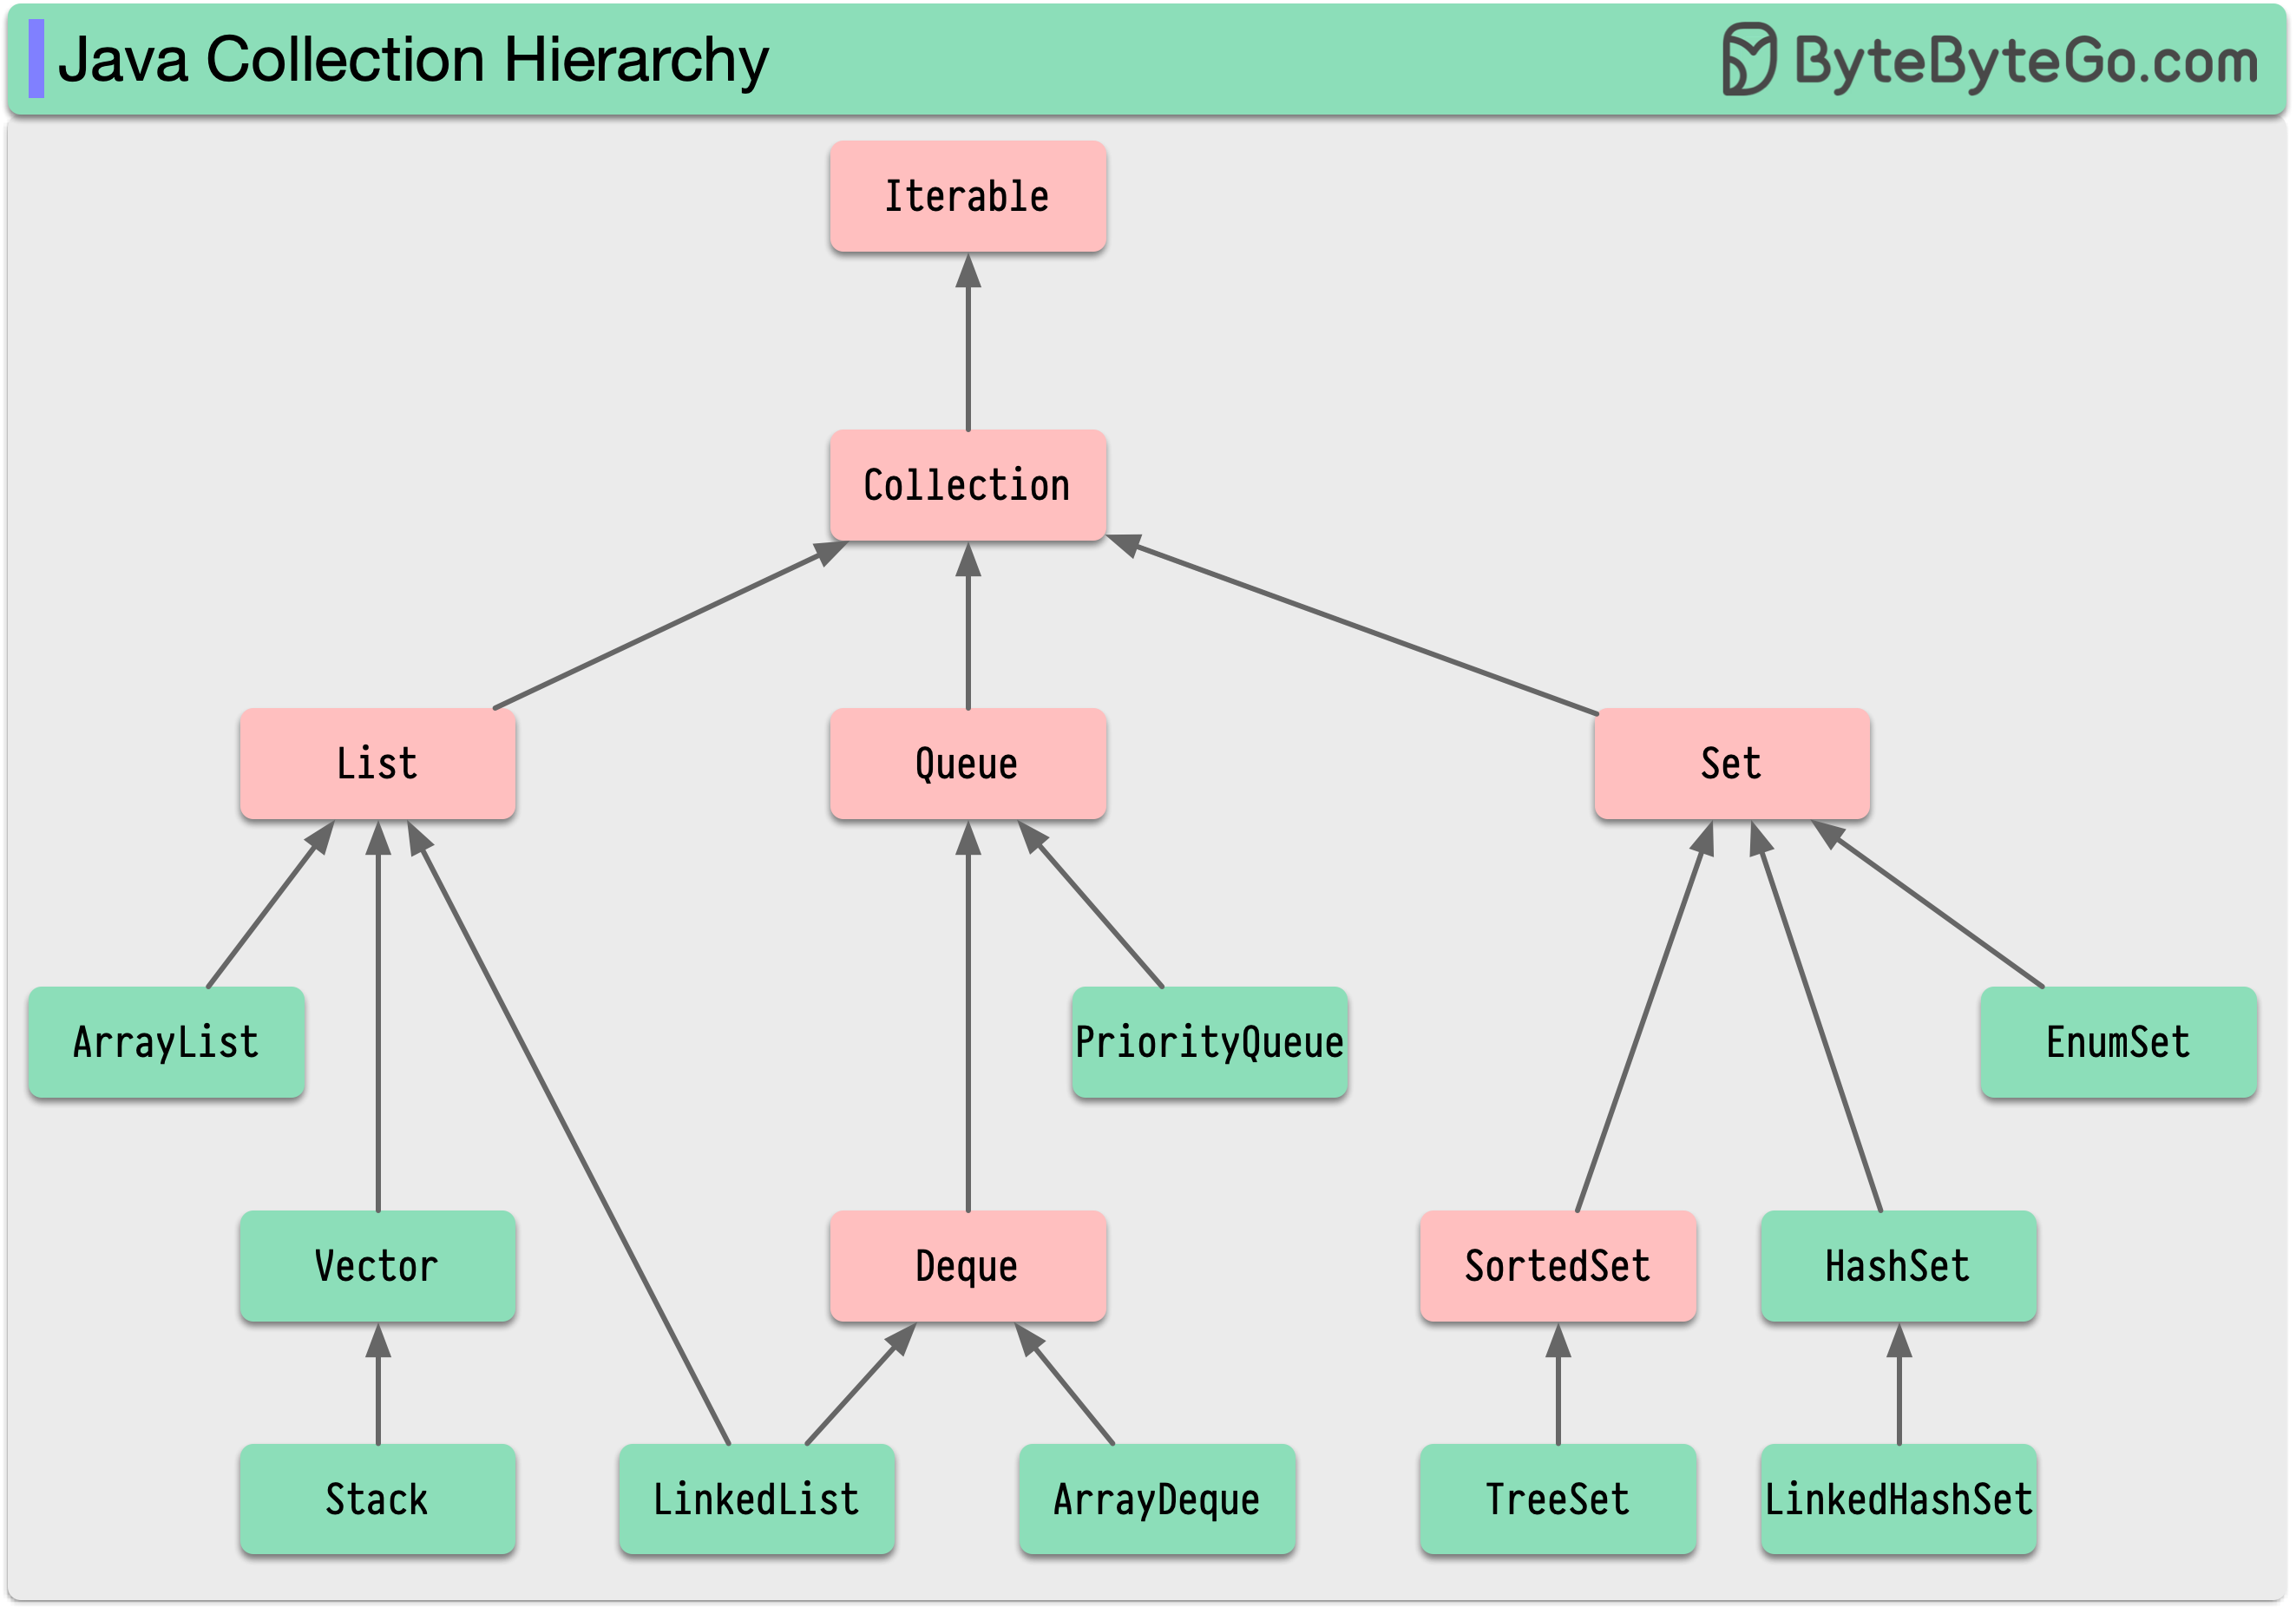 Java Collection Hierarchy
ByteByteGo.com
Iterable
Collection
List
Queue
Set
ArrayList
PriorityQueue
EnumSet
Vector
Deque
SortedSet
HashSet
Stack
LinkedList
ArrayDeque
TreeSet
LinkedHashSet